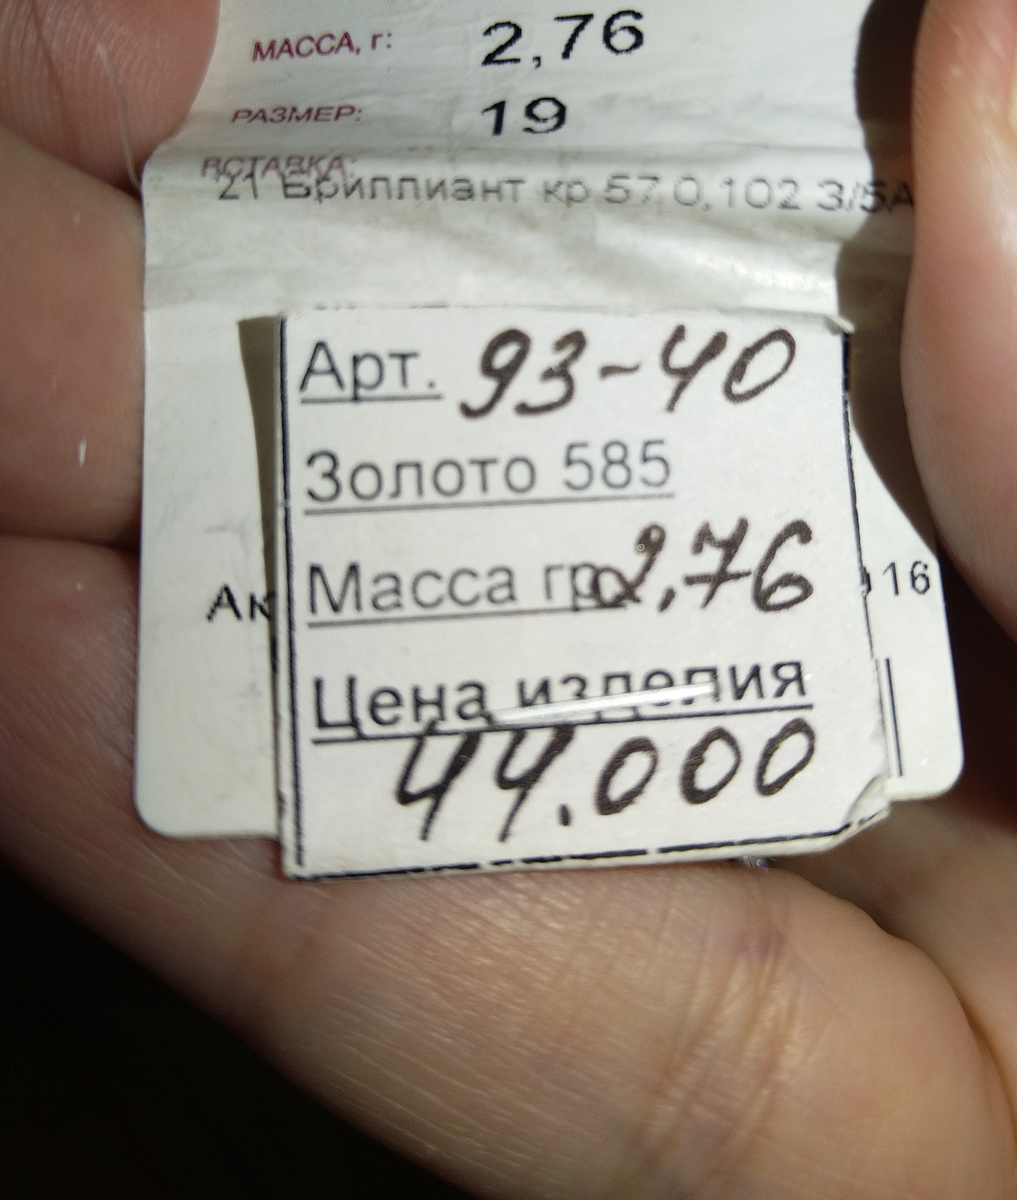 МАССА, г: 2,76
РАЗМЕР: 19
ВСТАВКА:
21 Бриллиант кр 57 0,102 3/5А
Арт. 93-40
Золото 585
Масса гр 2,76
16
Цена изделия
44.000